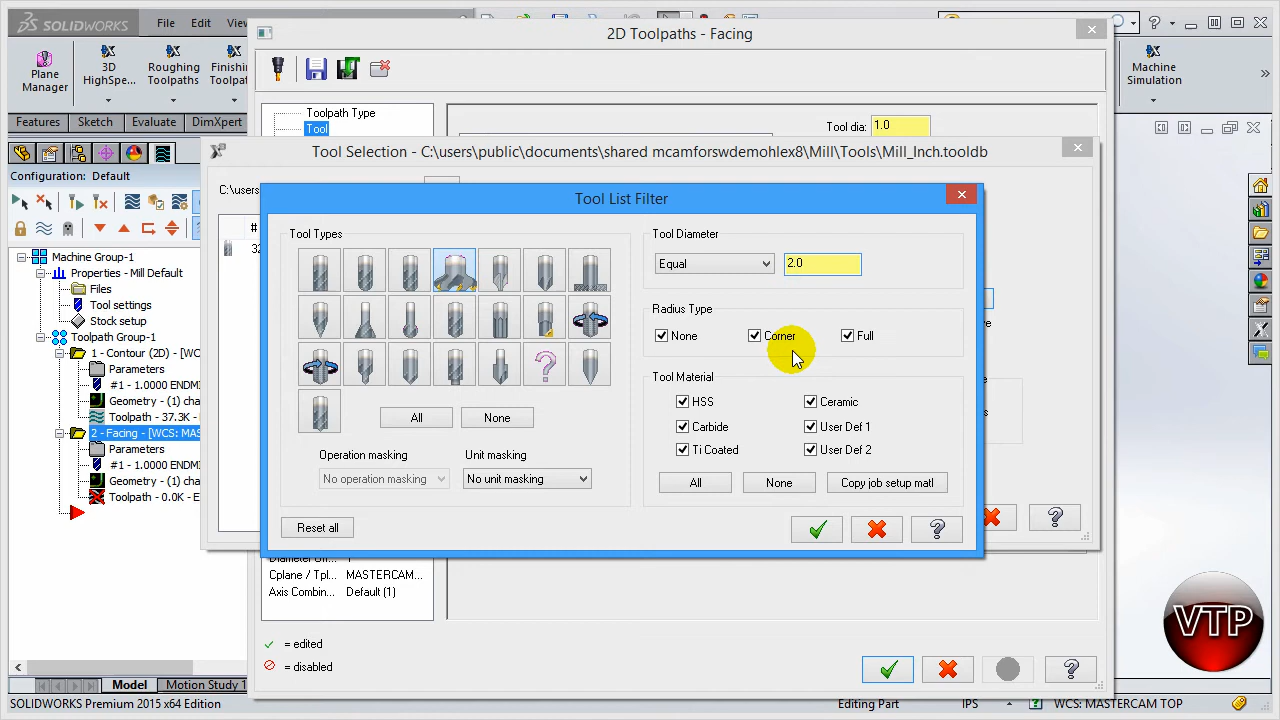 SOLIDWORKS
File
Edit
2D Toolpaths - Facing
Plane
Manager
3D
HighSpe...
Roughing
Toolpaths
Machine
Simulation
Features
Sketch
Evaluate
DimXpert
Toolpath Type
Tool
Tool dia:
1.0
Tool Selection - C:\users\public\documents\shared mcamforswdemohlex8\Mill\Tools\Mill_Inch.tooldb
Configuration: Default
#
Tool List Filter
Tool Types
Tool Diameter
Equal
2.0
Radius Type
None
Corner
Full
Tool Material
HSS
Ceramic
Carbide
User Def 1
Ti Coated
User Def 2
All
None
Operation masking
Unit masking
No operation masking
No unit masking
All
None
Copy job setup matl
Reset all
Machine Group-1
Properties - Mill Default
Files
Tool settings
Stock setup
Toolpath Group-1
1 - Contour (2D) - [WC
Parameters
#1 - 1.0000 ENDM
Geometry - (1) cha
Toolpath - 37.3K -
2 - Facing - [WCS: MAS
Parameters
#1 - 1.0000 ENDM
Geometry - (1) cha
Toolpath - 0.0K - E
Cplane / Tpl...
MASTERCAM...
Axis Combin...
Default (1)
= edited
= disabled
VTP
Model
Motion Study 1
SOLIDWORKS Premium 2015 x64 Edition
Editing Part
IPS
WCS: MASTERCAM TOP